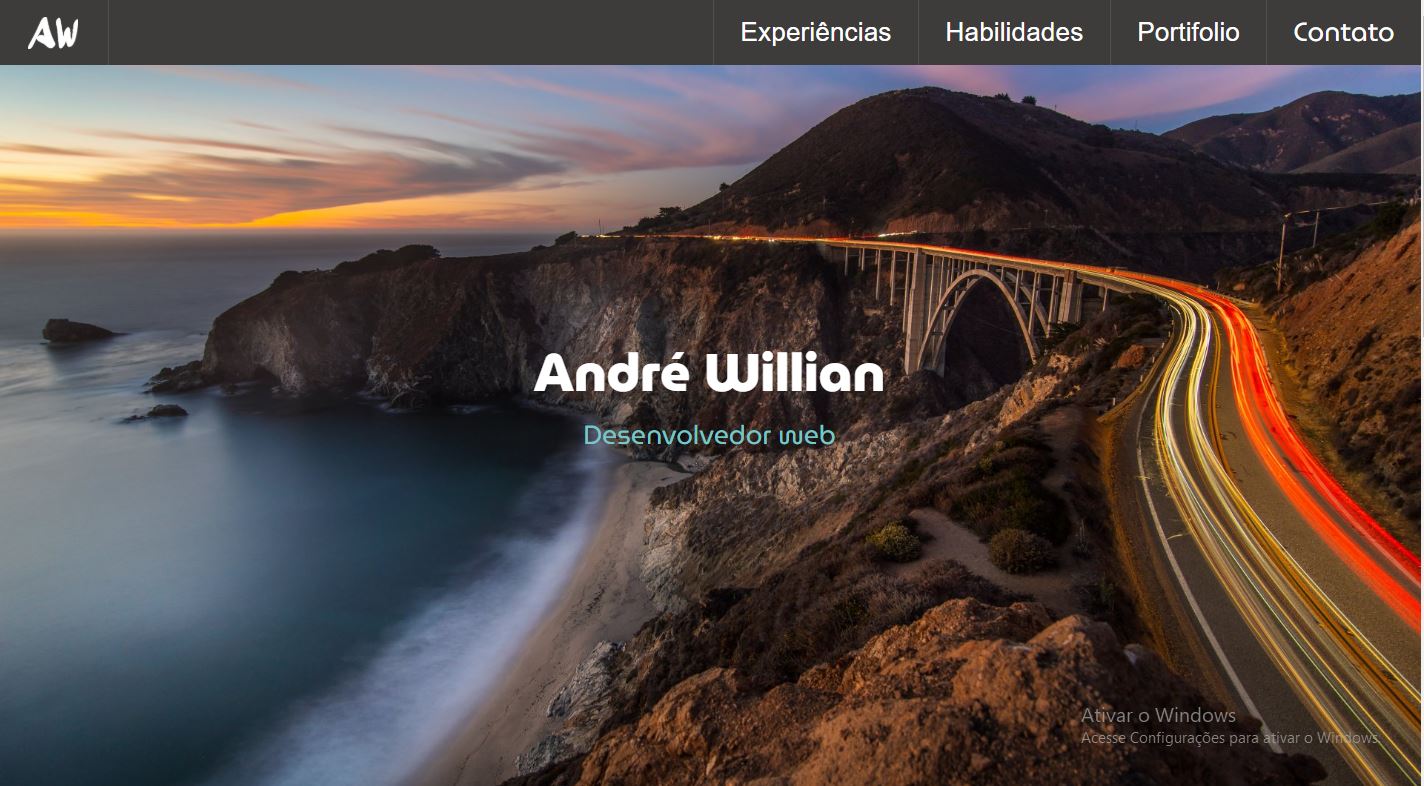 AW
Experiências
Habilidades
Portifolio
Contato
André Willian
Desenvolvedor web
Ativar o Windows
Acesse Configurações para ativar o Windows.